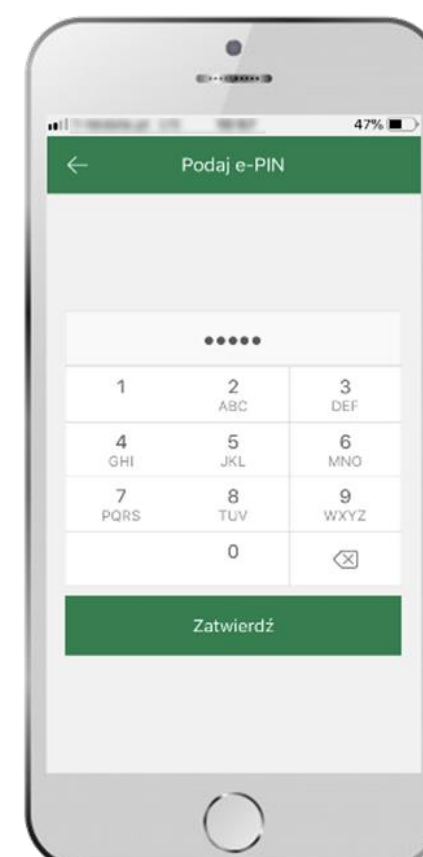 47%
Podaj e-PIN
•••••
1 2 3
ABC DEF
4 5 6
GHI JKL MNO
7 8 9
PQRS TUV WXYZ
0
Zatwierdź